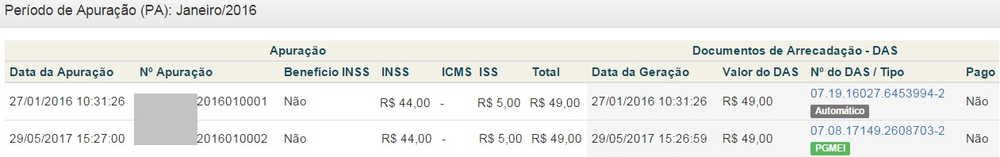 Período de Apuração (PA): Janeiro/2016
Apuração Documentos de Arrecadação - DAS
Data da Apuração Nº Apuração Benefício INSS INSS ICMS ISS Total Data da Geração Valor do DAS Nº do DAS / Tipo Pago
27/01/2016 10:31:26 2016010001 Não R$ 44,00 - R$ 5,00 R$ 49,00 27/01/2016 10:31:26 R$ 49,00 07.19.16027.6453994-2 Não
Automático
29/05/2017 15:27:00 2016010002 Não R$ 44,00 - R$ 5,00 R$ 49,00 29/05/2017 15:26:59 R$ 49,00 07.08.17149.2608703-2 Não
PGMEI